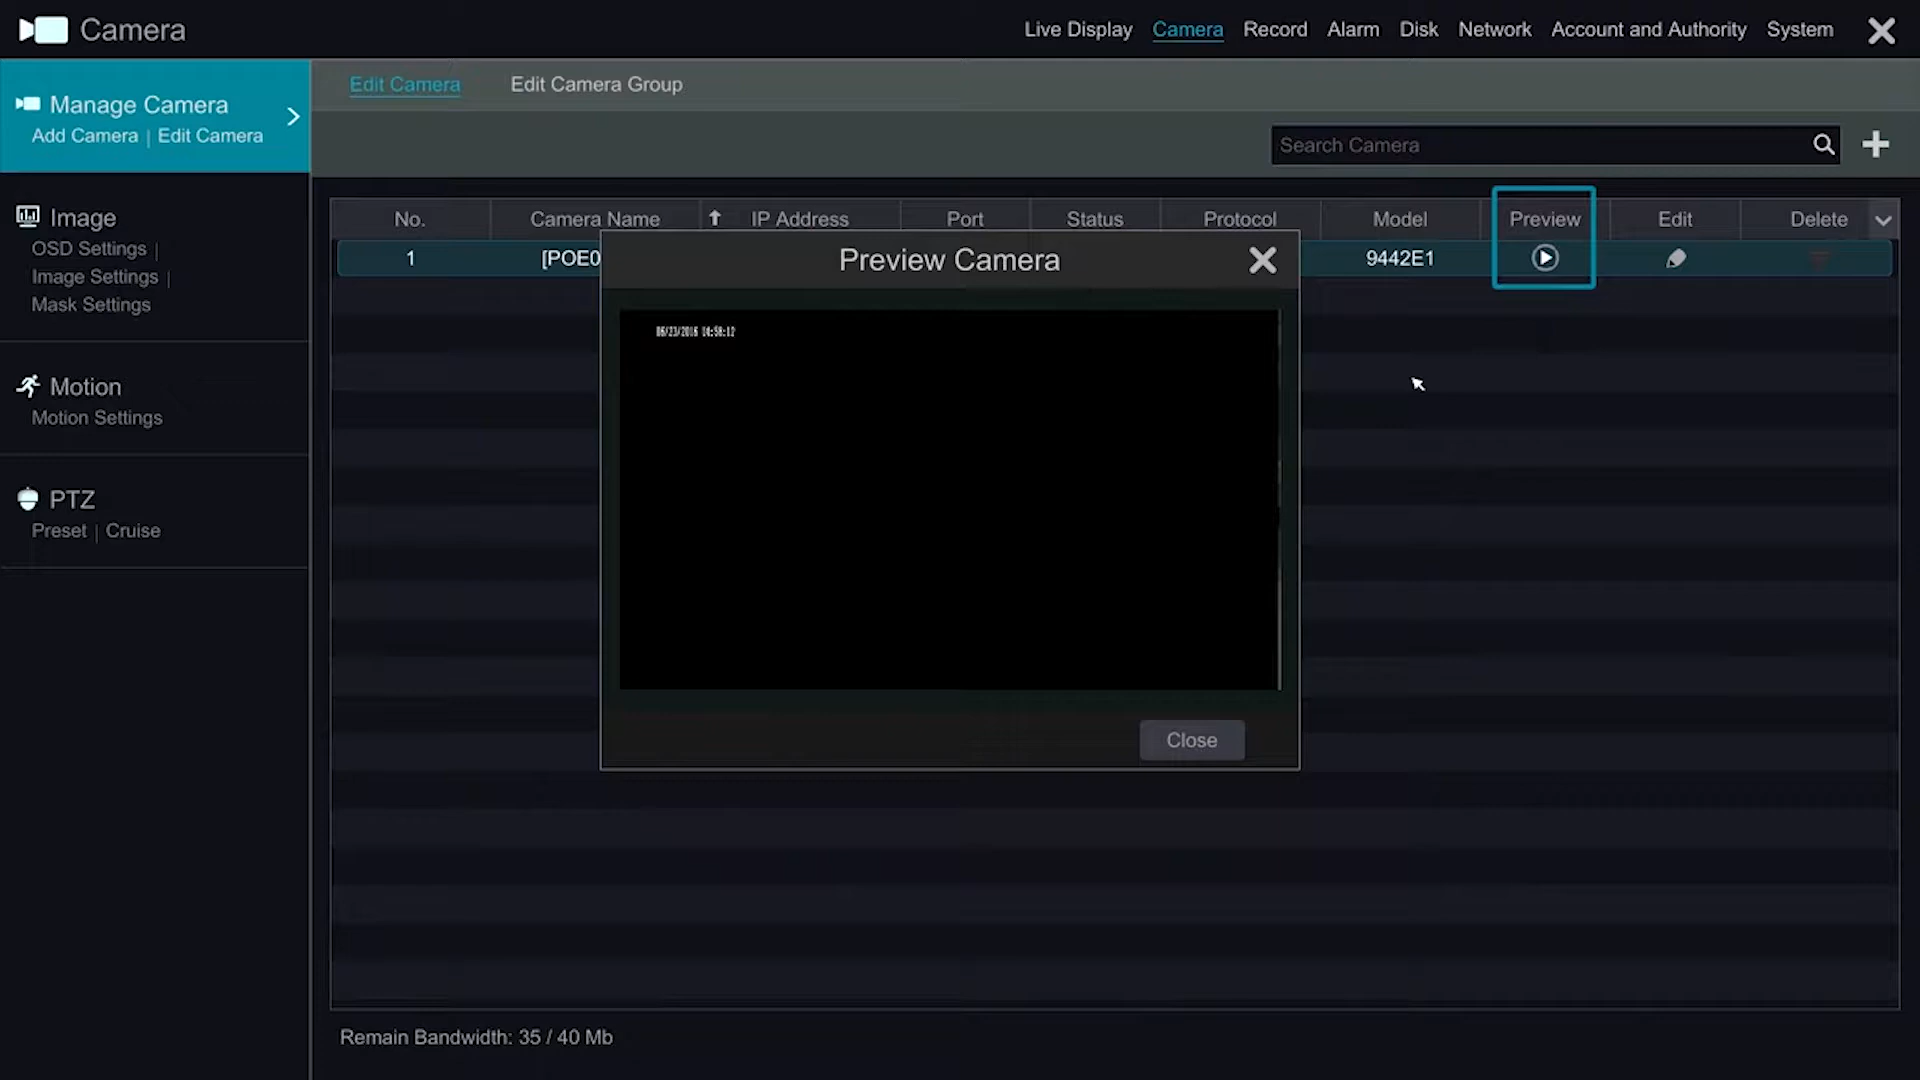 Camera
Live Display Camera Record Alarm Disk Network Account and Authority System
Manage Camera
Add Camera | Edit Camera
Edit Camera Edit Camera Group
Search Camera
Image
OSD Settings |
Image Settings |
Mask Settings
Motion
Motion Settings
PTZ
Preset | Cruise
No. Camera Name IP Address Port Status Protocol Model Preview Edit Delete
1 [POE0 9442E1
Preview Camera
Close
Remain Bandwidth: 35 / 40 Mb